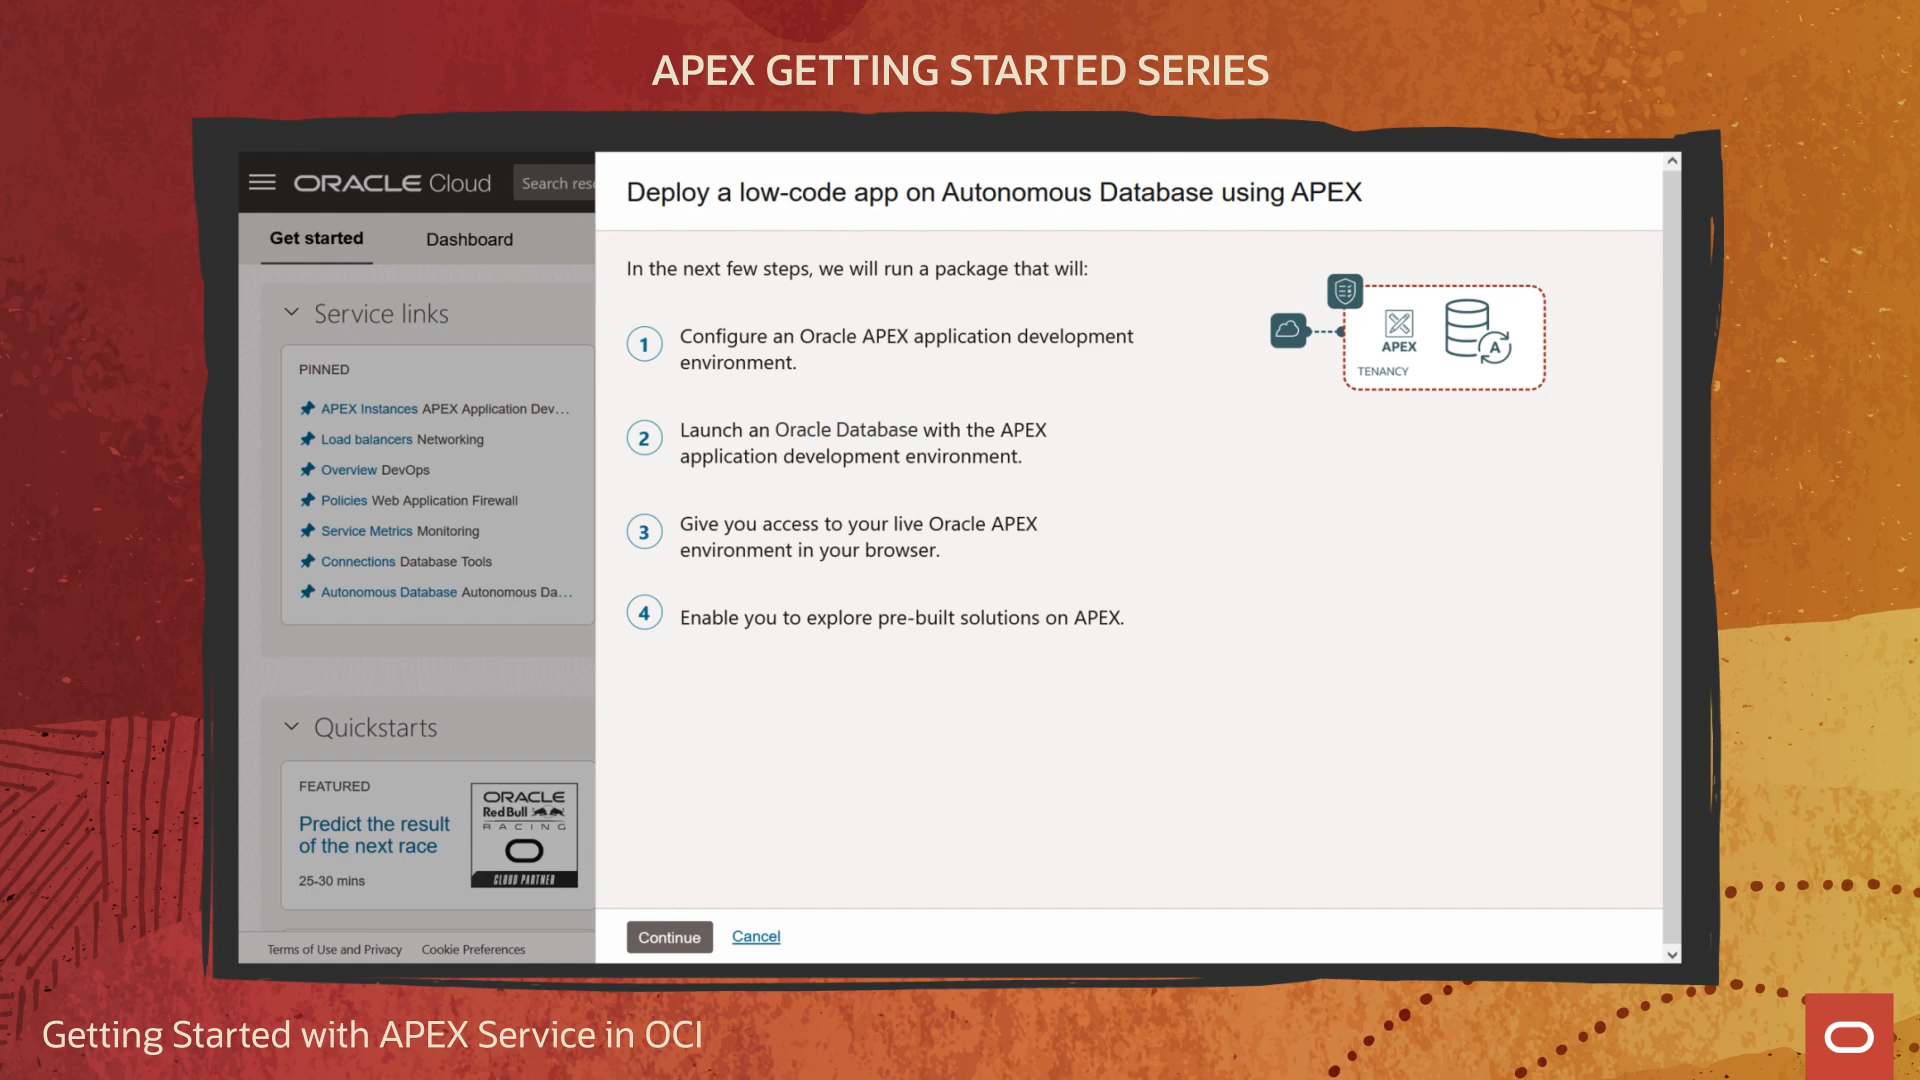 APEX GETTING STARTED SERIES
ORACLE Cloud
Search res
Get started
Dashboard
Service links
PINNED
APEX Instances APEX Application Dev...
Load balancers Networking
Overview DevOps
Policies Web Application Firewall
Service Metrics Monitoring
Connections Database Tools
Autonomous Database Autonomous Da...
Quickstarts
FEATURED
Predict the result
of the next race
25-30 mins
ORACLE
Red Bull
RACING
CLOUD PARTNER
Terms of Use and Privacy
Cookie Preferences
Deploy a low-code app on Autonomous Database using APEX
In the next few steps, we will run a package that will:
1
Configure an Oracle APEX application development
environment.
2
Launch an Oracle Database with the APEX
application development environment.
3
Give you access to your live Oracle APEX
environment in your browser.
4
Enable you to explore pre-built solutions on APEX.
APEX
A
TENANCY
Continue
Cancel
Getting Started with APEX Service in OCI